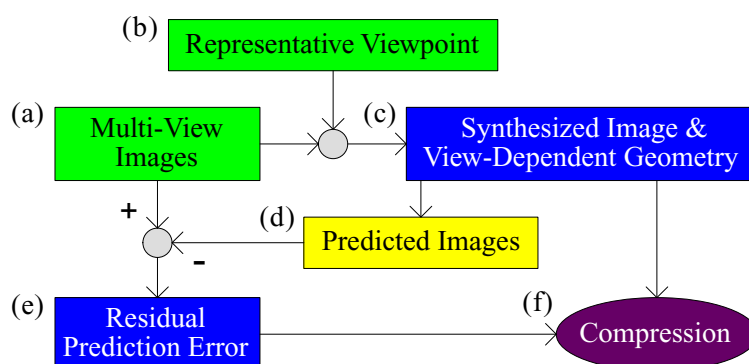 (b)
Representative Viewpoint
(a)
Multi-View
Images
(c)
Synthesized Image &
View-Dependent Geometry
+
(d)
Predicted Images
-
(e)
Residual
Prediction Error
(f)
Compression